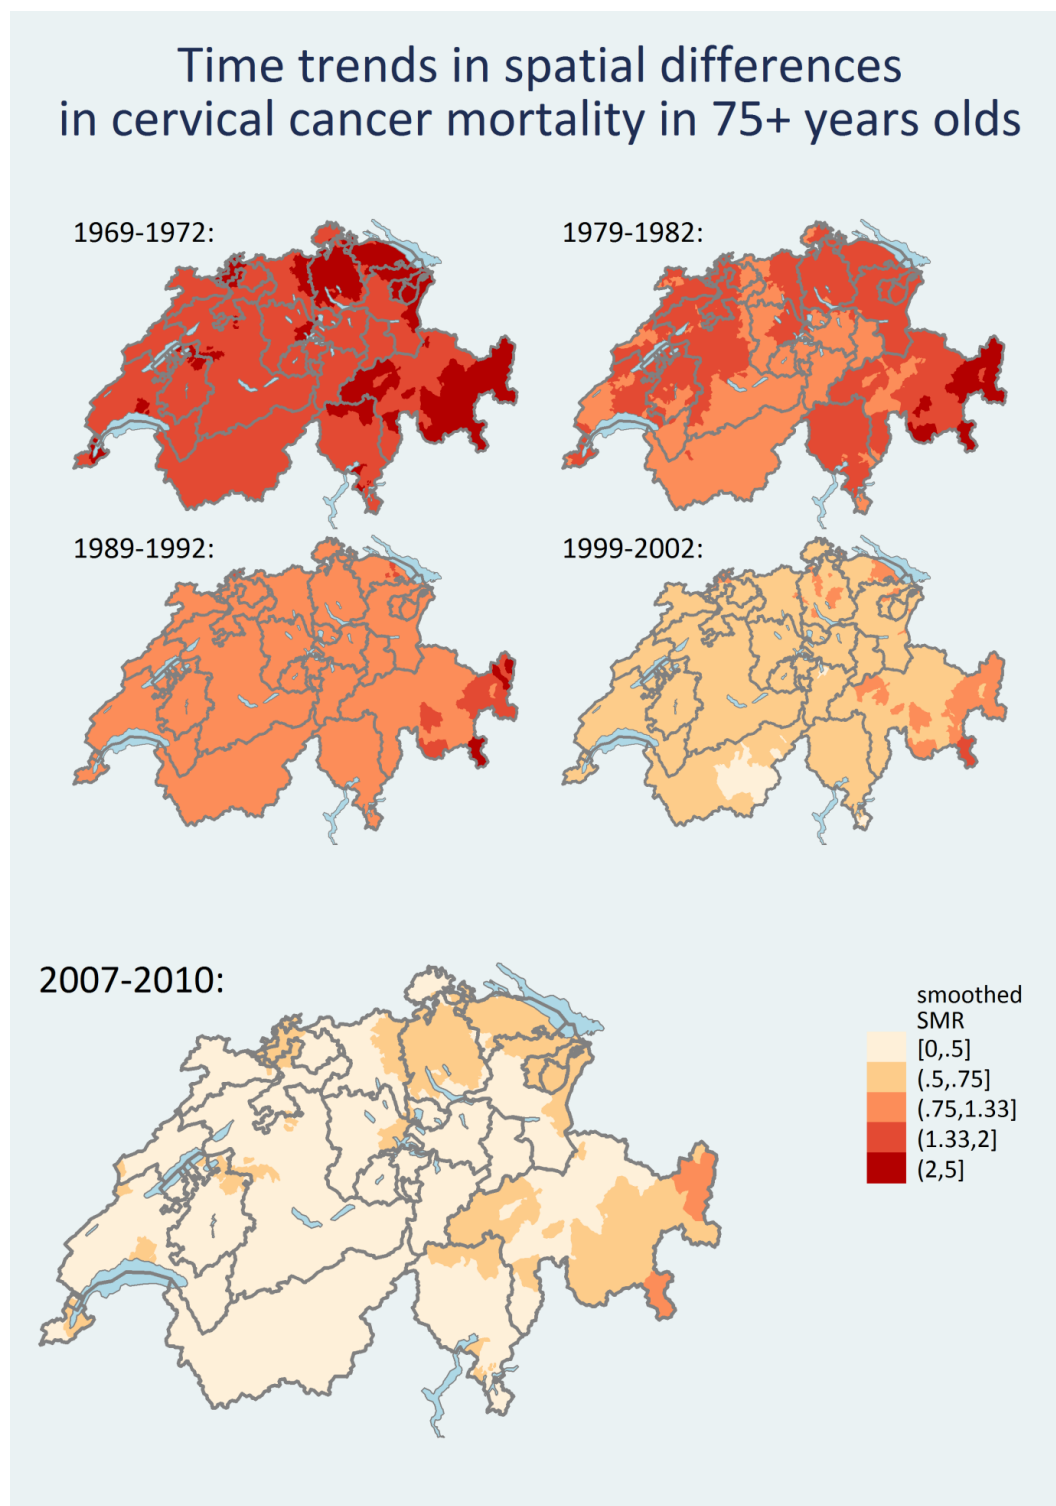 Time trends in spatial differences
in cervical cancer mortality in 75+ years olds
1969-1972:
1979-1982:
1989-1992:
1999-2002:
2007-2010:
smoothed
SMR
[0,.5]
(.5,.75]
(.75,1.33]
(1.33,2]
(2,5]